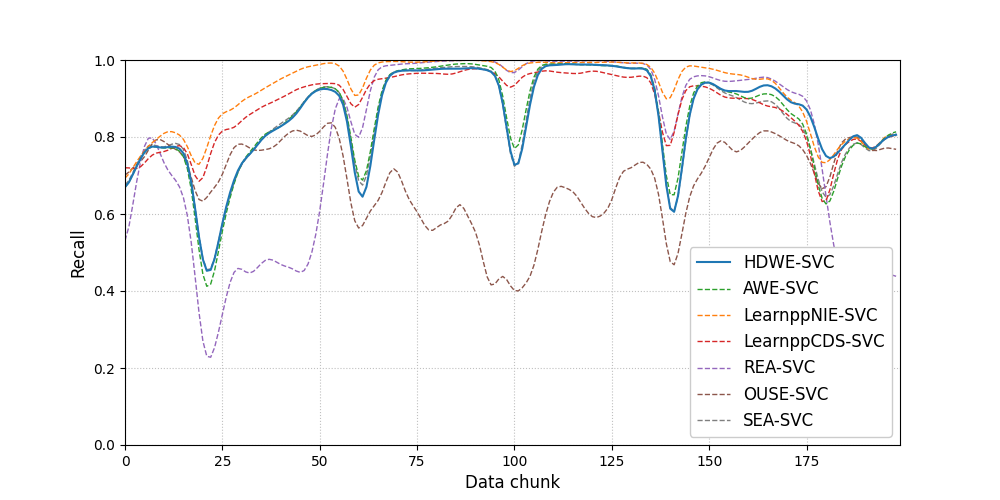 1.0
0.8
0.6
0.4
0.2
0.0
Recall
0 25 50 75 100 125 150 175
Data chunk
HDWE-SVC
AWE-SVC
LearnppNIE-SVC
LearnppCDS-SVC
REA-SVC
OUSE-SVC
SEA-SVC